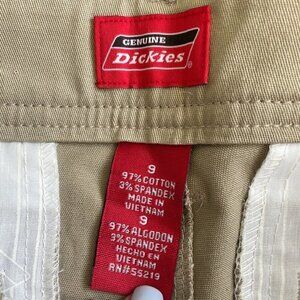 GENUINE
Dickies®
9
97% COTTON
3% SPANDEX
MADE IN
VIETNAM
9
97% ALGODON
3% SPANDEX
HECHO EN
VIETNAM
RN#55219